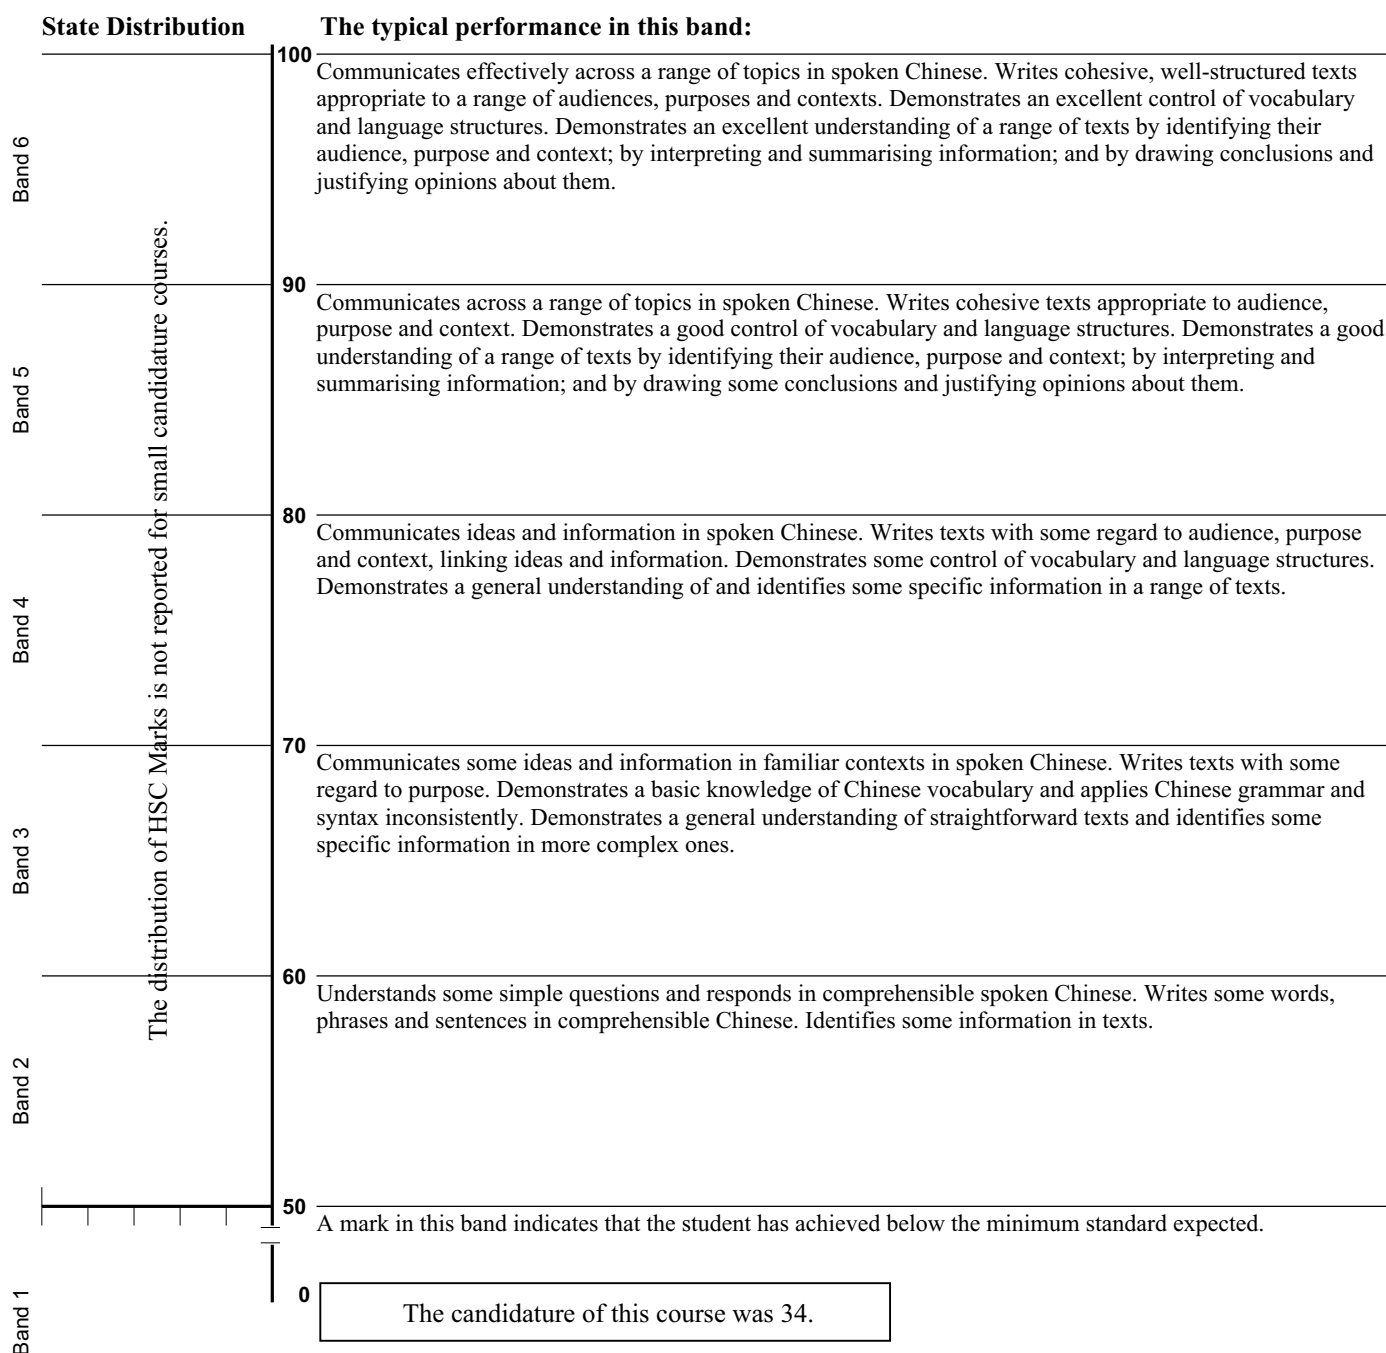 State Distribution
The typical performance in this band:
100
Communicates effectively across a range of topics in spoken Chinese. Writes cohesive, well-structured texts
appropriate to a range of audiences, purposes and contexts. Demonstrates an excellent control of vocabulary
and language structures. Demonstrates an excellent understanding of a range of texts by identifying their
audience, purpose and context; by interpreting and summarising information; and by drawing conclusions and
justifying opinions about them.
Band 6
90
Communicates across a range of topics in spoken Chinese. Writes cohesive texts appropriate to audience,
purpose and context. Demonstrates a good control of vocabulary and language structures. Demonstrates a good
understanding of a range of texts by identifying their audience, purpose and context; by interpreting and
summarising information; and by drawing some conclusions and justifying opinions about them.
Band 5
80
Communicates ideas and information in spoken Chinese. Writes texts with some regard to audience, purpose
and context, linking ideas and information. Demonstrates some control of vocabulary and language structures.
Demonstrates a general understanding of and identifies some specific information in a range of texts.
Band 4
The distribution of HSC Marks is not reported for small candidature courses.
70
Communicates some ideas and information in familiar contexts in spoken Chinese. Writes texts with some
regard to purpose. Demonstrates a basic knowledge of Chinese vocabulary and applies Chinese grammar and
syntax inconsistently. Demonstrates a general understanding of straightforward texts and identifies some
specific information in more complex ones.
Band 3
60
Understands some simple questions and responds in comprehensible spoken Chinese. Writes some words,
phrases and sentences in comprehensible Chinese. Identifies some information in texts.
Band 2
50
A mark in this band indicates that the student has achieved below the minimum standard expected.
0
Band 1
The candidature of this course was 34.